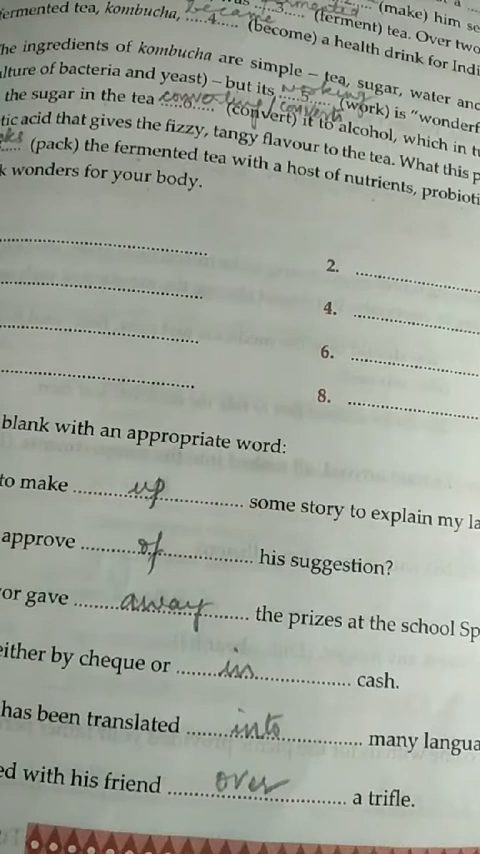 (make) him se
fermented tea, kombucha, became ....4.... (ferment) tea. Over two
(become) a health drink for Indi
he ingredients of kombucha are simple – tea, sugar, water and
ulture of bacteria and yeast) – but its working ....5.... (work) is "wonderf
the sugar in the tea ....6.... (convert) it to alcohol, which in t
tic acid that gives the fizzy, tangy flavour to the tea. What this p
(pack) the fermented tea with a host of nutrients, probioti
k wonders for your body.
2.
4.
6.
8.
blank with an appropriate word:
to make up some story to explain my la
approve of his suggestion?
or gave away the prizes at the school Sp
either by cheque or in cash.
has been translated into many langua
ed with his friend over a trifle.